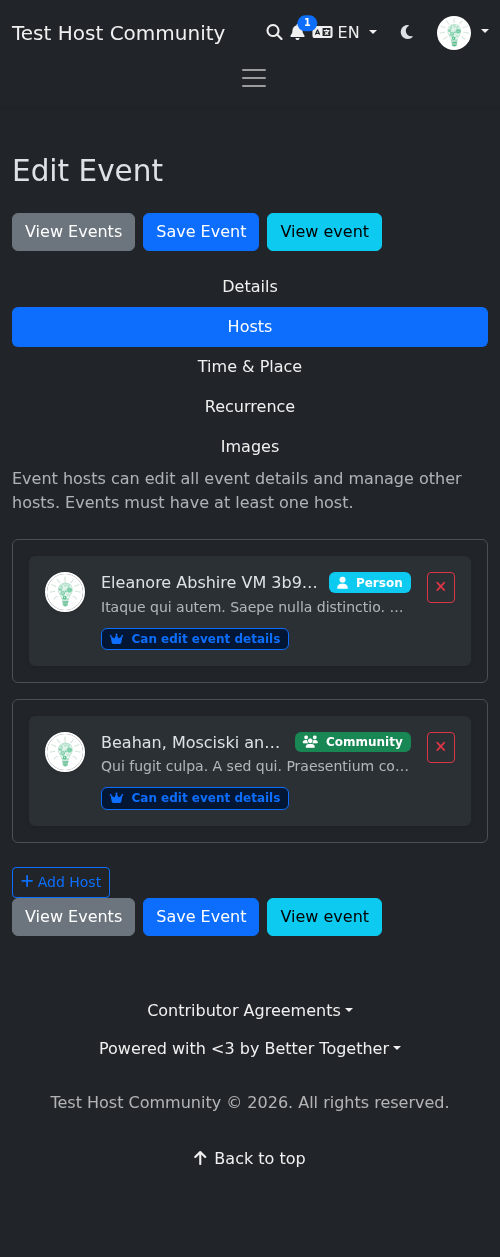 Test Host Community
1
EN
Edit Event
View Events
Save Event
View event
Details
Hosts
Time & Place
Recurrence
Images
Event hosts can edit all event details and manage other
hosts. Events must have at least one host.
Eleanore Abshire VM 3b9...
Person
Itaque qui autem. Saepe nulla distinctio. ...
Can edit event details
Beahan, Mosciski an...
Community
Qui fugit culpa. A sed qui. Praesentium co...
Can edit event details
+ Add Host
View Events
Save Event
View event
Contributor Agreements
Powered with <3 by Better Together
Test Host Community © 2026. All rights reserved.
Back to top